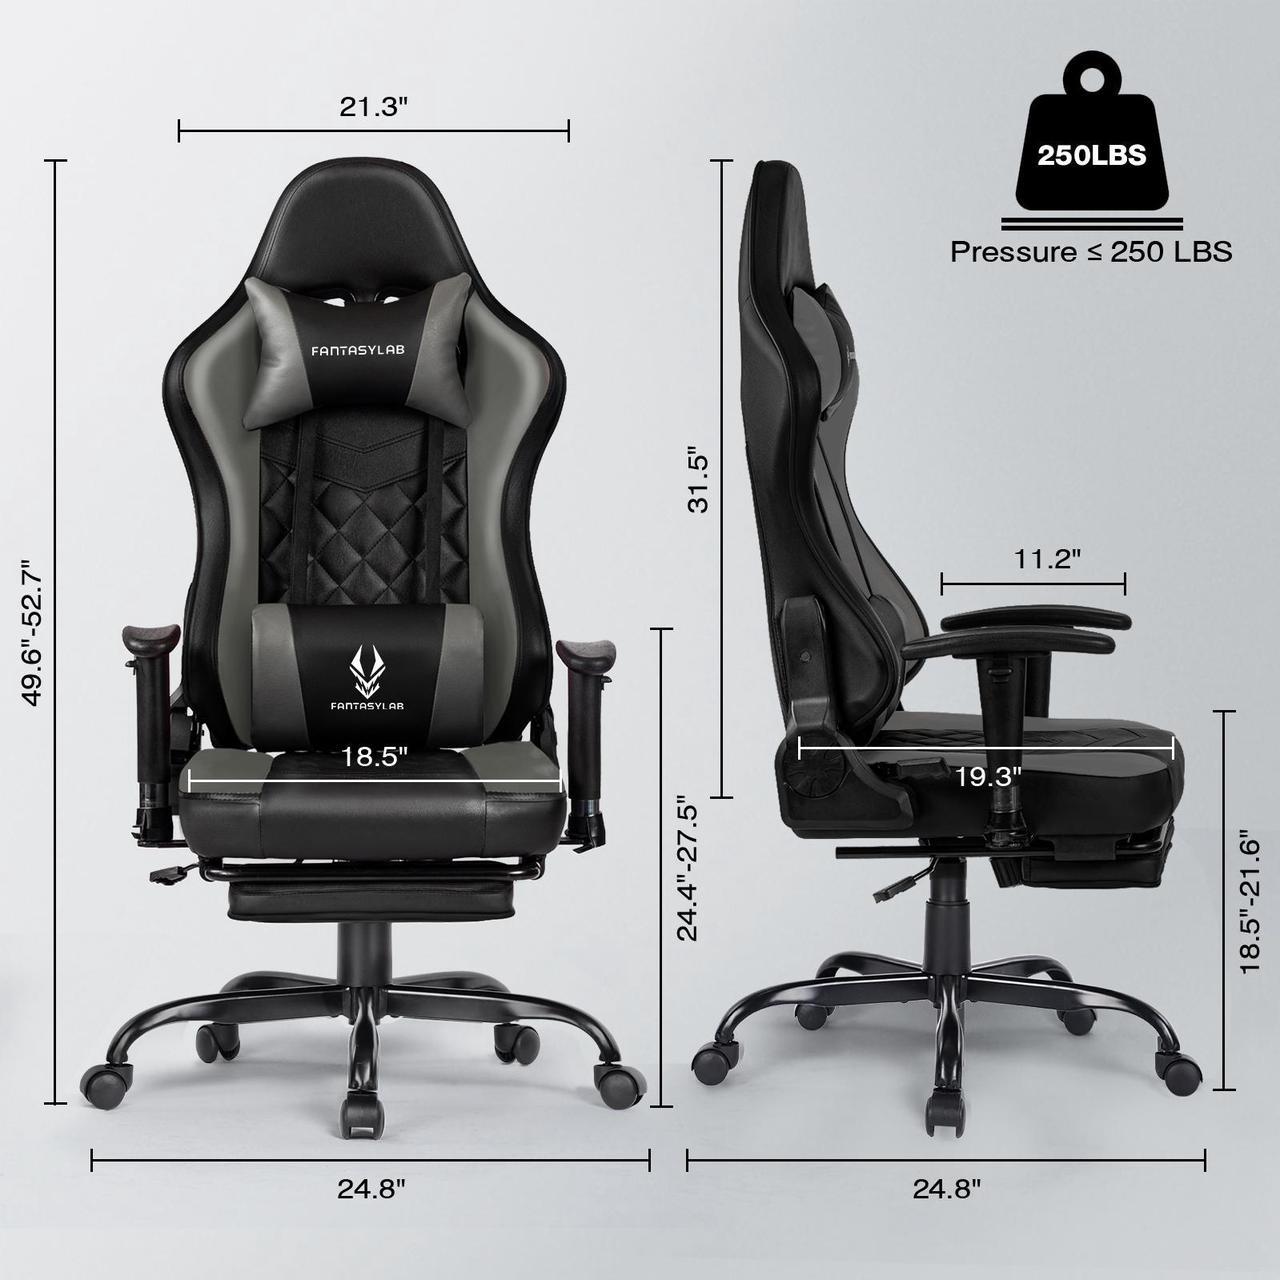 21.3"
250LBS
Pressure ≤ 250 LBS
FANTASYLAB
31.5"
11.2"
49.6"-52.7"
FANTASYLAB
18.5"
19.3"
24.4"-27.5"
18.5"-21.6"
24.8"
24.8"